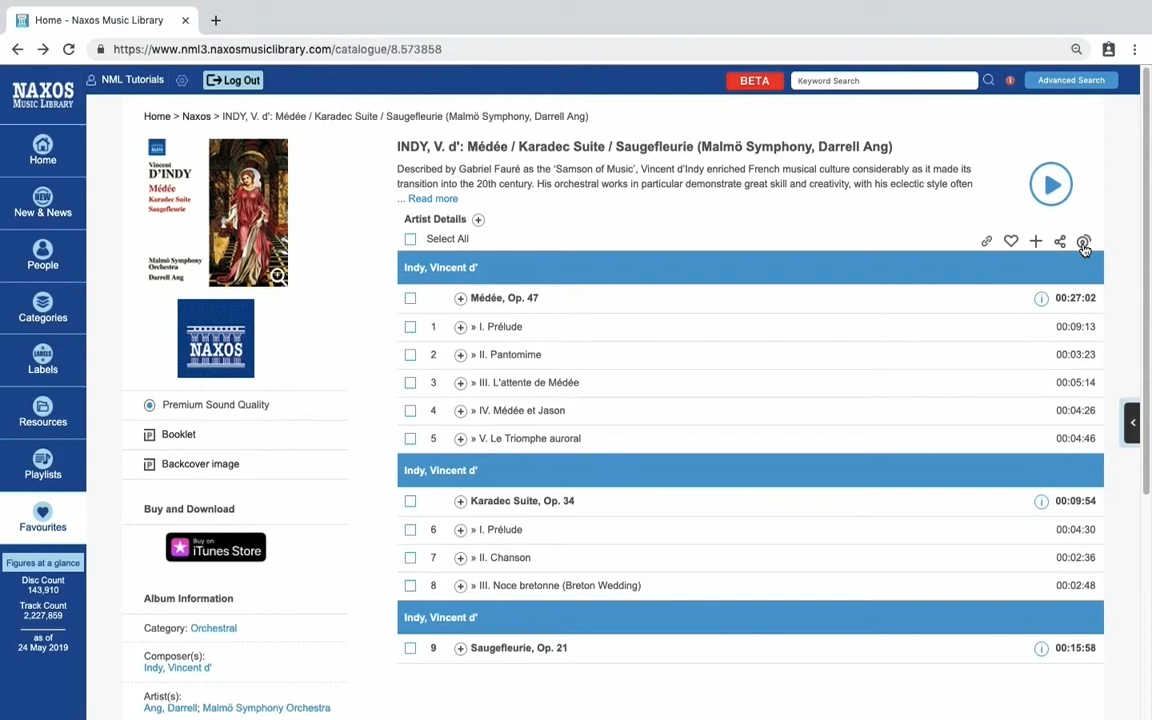 Home - Naxos Music Library
https://www.nml3.naxosmusiclibrary.com/catalogue/8.573858
NAXOS
MUSIC LIBRARY
NML Tutorials
Log Out
BETA
Keyword Search
Advanced Search
Home
New & News
People
Categories
LABELS
Labels
Resources
Playlists
Favourites
Figures at a glance
Disc Count
143,910
Track Count
2,227,859
as of
24 May 2019
Home > Naxos > INDY, V. d': Médée / Karadec Suite / Saugefleurie (Malmö Symphony, Darrell Ang)
Vincent
D'INDY
Médée
Karadec Suite
Saugefleurie
Malmö Symphony
Orchestra
Darrell Ang
NAXOS
Premium Sound Quality
Booklet
Backcover image
Buy and Download
Buy on
iTunes Store
Album Information
Category: Orchestral
Composer(s):
Indy, Vincent d'
Artist(s):
Ang, Darrell; Malmö Symphony Orchestra
INDY, V. d': Médée / Karadec Suite / Saugefleurie (Malmö Symphony, Darrell Ang)
Described by Gabriel Fauré as the 'Samson of Music', Vincent d'Indy enriched French musical culture considerably as it made its
transition into the 20th century. His orchestral works in particular demonstrate great skill and creativity, with his eclectic style often
... Read more
Artist Details
Select All
Indy, Vincent d'
Médée, Op. 47 00:27:02
1 » I. Prélude 00:09:13
2 » II. Pantomime 00:03:23
3 » III. L'attente de Médée 00:05:14
4 » IV. Médée et Jason 00:04:26
5 » V. Le Triomphe auroral 00:04:46
Indy, Vincent d'
Karadec Suite, Op. 34 00:09:54
6 » I. Prélude 00:04:30
7 » II. Chanson 00:02:36
8 » III. Noce bretonne (Breton Wedding) 00:02:48
Indy, Vincent d'
9 Saugefleurie, Op. 21 00:15:58